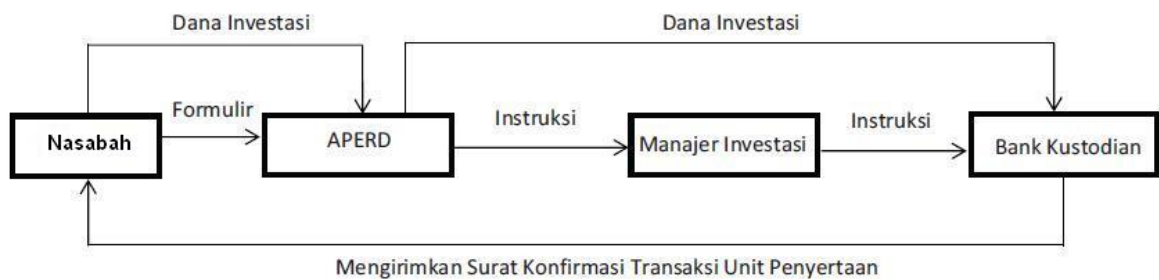 Dana Investasi
Dana Investasi
Formulir
Instruksi
Instruksi
Nasabah
APERD
Manajer Investasi
Bank Kustodian
Mengirimkan Surat Konfirmasi Transaksi Unit Penyertaan